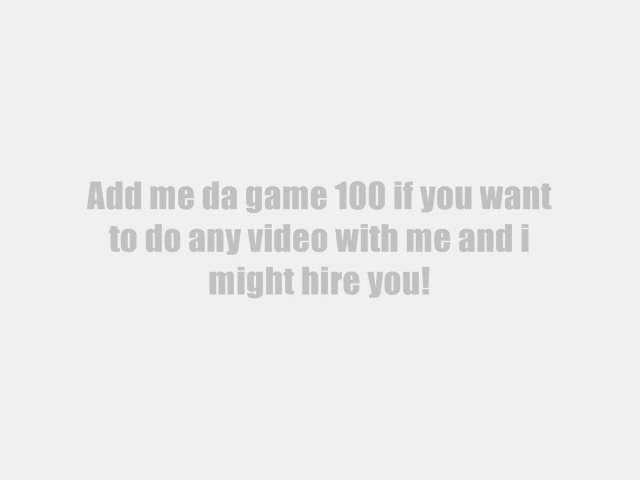 Add me da game 100 if you want
to do any video with me and i
might hire you!